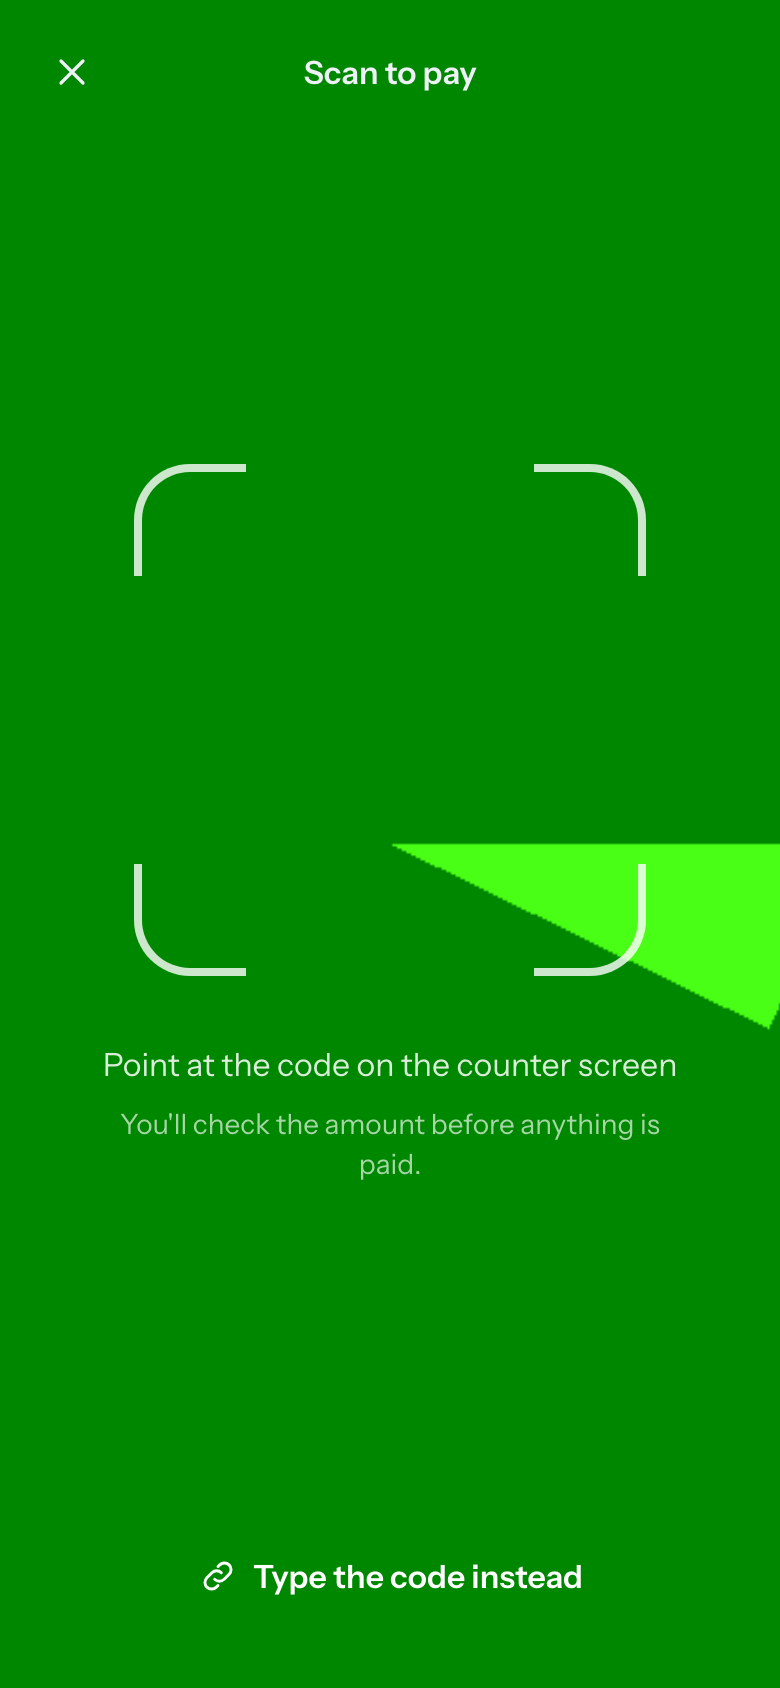 Scan to pay
Point at the code on the counter screen
You'll check the amount before anything is
paid.
Type the code instead